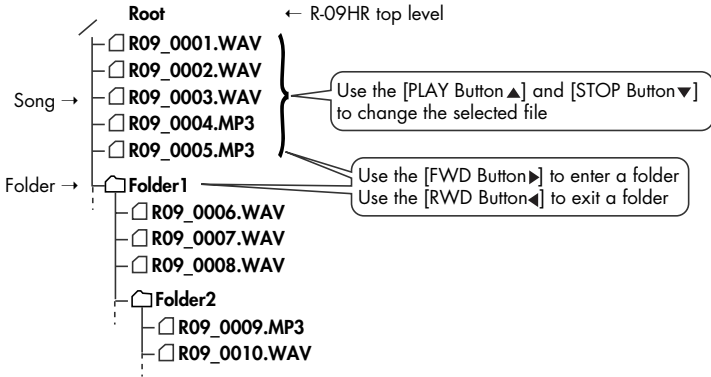 Root ← R-09HR top level
R09_0001.WAV
R09_0002.WAV
Song → R09_0003.WAV
R09_0004.MP3
R09_0005.MP3
Use the [PLAY Button▲] and [STOP Button▼]
to change the selected file
Folder → Folder1
Use the [FWD Button▶] to enter a folder
Use the [RWD Button◀] to exit a folder
R09_0006.WAV
R09_0007.WAV
R09_0008.WAV
Folder2
R09_0009.MP3
R09_0010.WAV